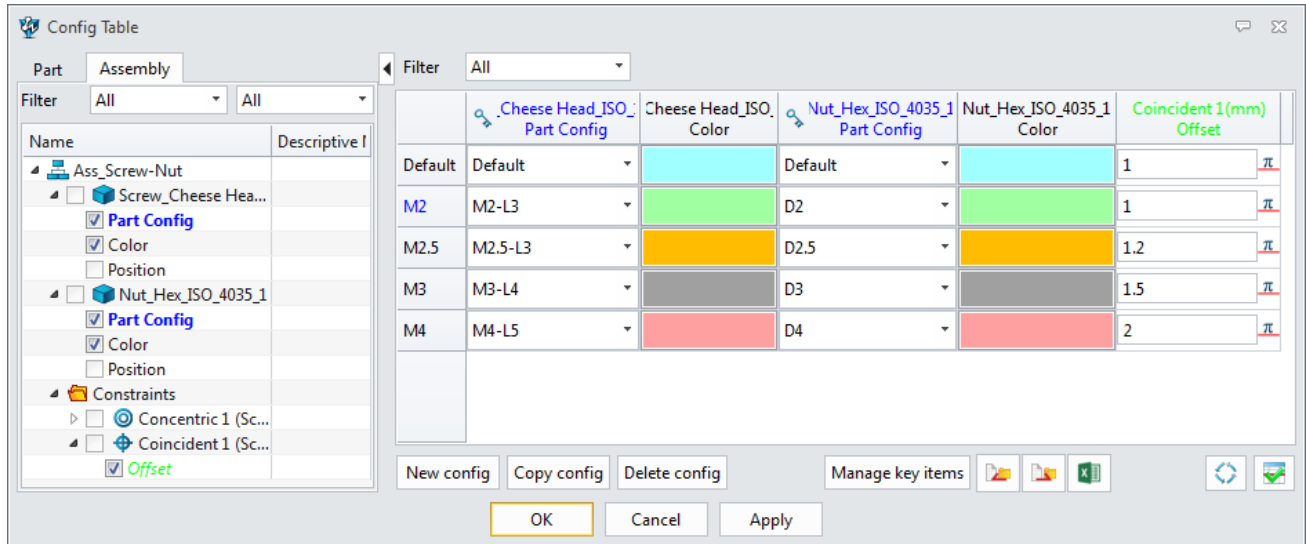 Config Table
Part Assembly
Filter All All
Name Descriptive N
Ass_Screw-Nut
Screw_Cheese Hea...
Part Config
Color
Position
Nut_Hex_ISO_4035_1
Part Config
Color
Position
Constraints
Concentric 1 (Sc...
Coincident 1 (Sc...
Offset
Filter All
_Cheese Head_ISO_ Cheese Head_ISO_ Nut_Hex_ISO_4035_1 Nut_Hex_ISO_4035_1 Coincident 1(mm)
Part Config Color Part Config Color Offset
Default Default Default 1 π
M2 M2-L3 D2 1 π
M2.5 M2.5-L3 D2.5 1.2 π
M3 M3-L4 D3 1.5 π
M4 M4-L5 D4 2 π
New config Copy config Delete config Manage key items
OK Cancel Apply